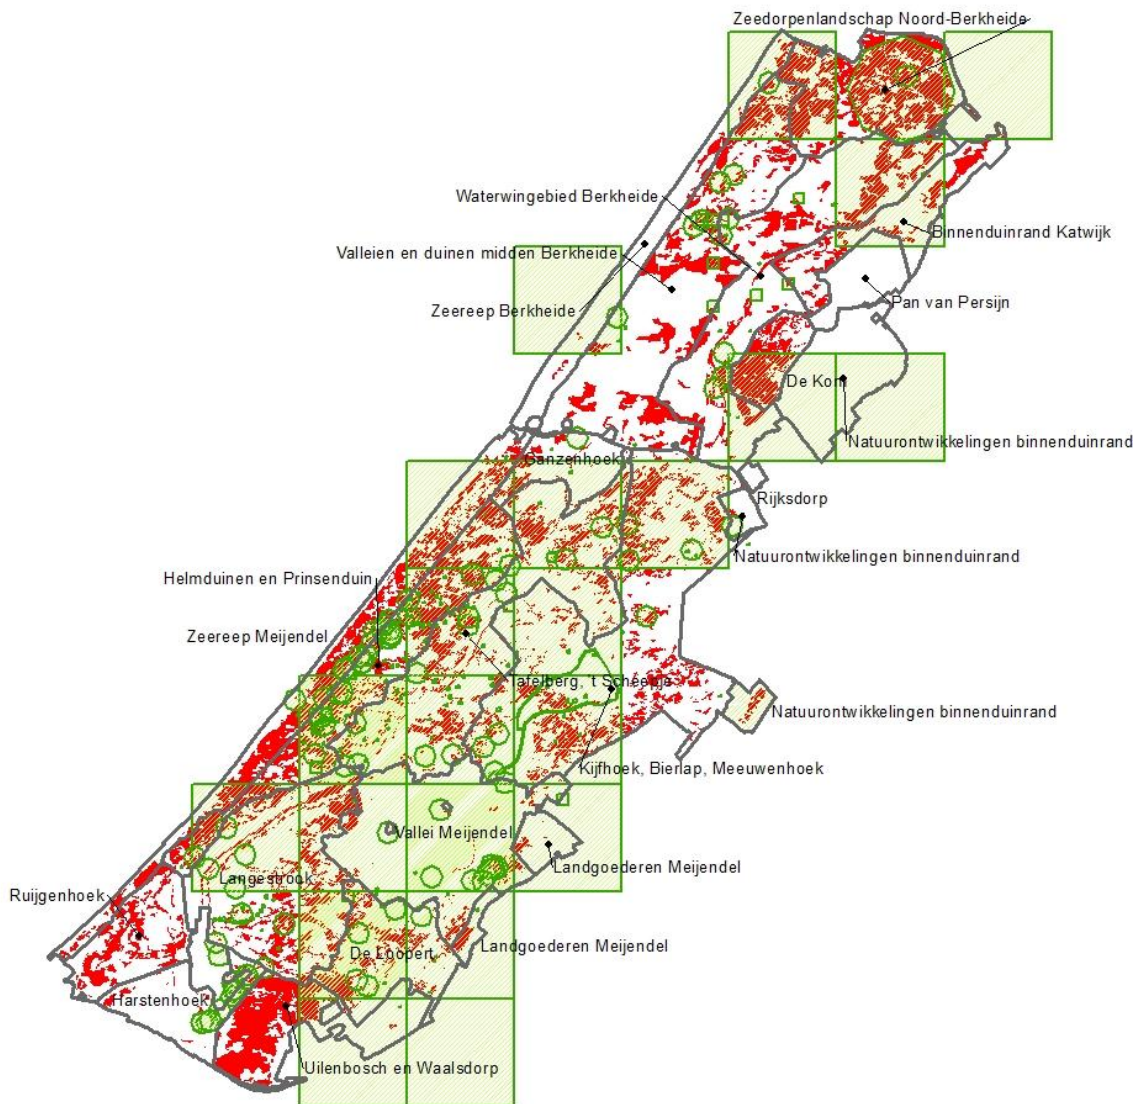 Zeedorpenlandschap Noord-Berkheide
Waterwingebied Berkheide
Binnenduinrand Katwijk
Valleien en duinen midden Berkheide
Pan van Persijn
Zeereep Berkheide
De Kom
Natuurontwikkelingen binnenduinrand
Ganzenhoek
Rijksdorp
Natuurontwikkelingen binnenduinrand
Helmduinen en Prinsenduin
Zeereep Meijendel
Tafelberg, 't Scheepje
Natuurontwikkelingen binnenduinrand
Kijfhoek, Bierlap, Meeuwenhoek
Vallei Meijendel
Landgoederen Meijendel
Langestrook
Ruijgenhoek
Landgoederen Meijendel
De Loopert
Harstenhoek
Uilenbosch en Waalsdorp